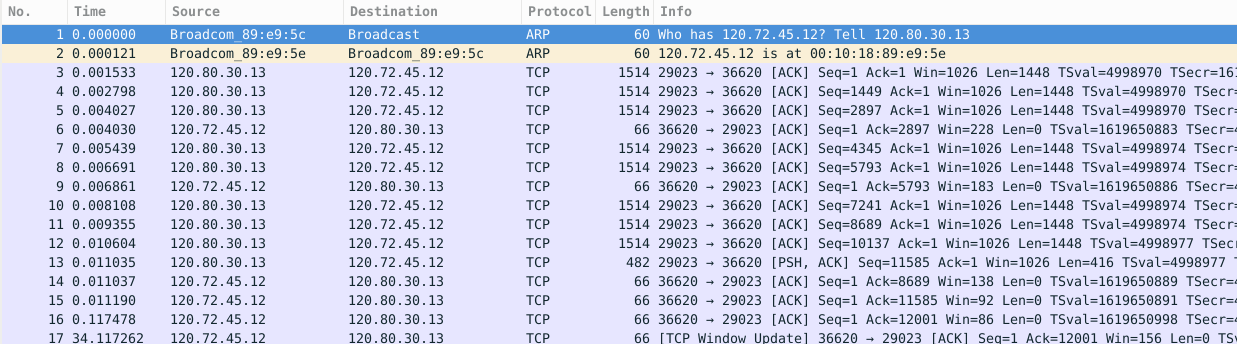 No. Time Source Destination Protocol Length Info
1 0.000000 Broadcom_89:e9:5c Broadcast ARP 60 Who has 120.72.45.12? Tell 120.80.30.13
2 0.000121 Broadcom_89:e9:5e Broadcom_89:e9:5c ARP 60 120.72.45.12 is at 00:10:18:89:e9:5e
3 0.001533 120.80.30.13 120.72.45.12 TCP 1514 29023 → 36620 [ACK] Seq=1 Ack=1 Win=1026 Len=1448 TSval=4998970 TSecr=161
4 0.002798 120.80.30.13 120.72.45.12 TCP 1514 29023 → 36620 [ACK] Seq=1449 Ack=1 Win=1026 Len=1448 TSval=4998970 TSecr=
5 0.004027 120.80.30.13 120.72.45.12 TCP 1514 29023 → 36620 [ACK] Seq=2897 Ack=1 Win=1026 Len=1448 TSval=4998970 TSecr=
6 0.004030 120.72.45.12 120.80.30.13 TCP 66 36620 → 29023 [ACK] Seq=1 Ack=2897 Win=228 Len=0 TSval=1619650883 TSecr=4
7 0.005439 120.80.30.13 120.72.45.12 TCP 1514 29023 → 36620 [ACK] Seq=4345 Ack=1 Win=1026 Len=1448 TSval=4998974 TSecr=
8 0.006691 120.80.30.13 120.72.45.12 TCP 1514 29023 → 36620 [ACK] Seq=5793 Ack=1 Win=1026 Len=1448 TSval=4998974 TSecr=
9 0.006861 120.72.45.12 120.80.30.13 TCP 66 36620 → 29023 [ACK] Seq=1 Ack=5793 Win=183 Len=0 TSval=1619650886 TSecr=4
10 0.008108 120.80.30.13 120.72.45.12 TCP 1514 29023 → 36620 [ACK] Seq=7241 Ack=1 Win=1026 Len=1448 TSval=4998974 TSecr=
11 0.009355 120.80.30.13 120.72.45.12 TCP 1514 29023 → 36620 [ACK] Seq=8689 Ack=1 Win=1026 Len=1448 TSval=4998974 TSecr=
12 0.010604 120.80.30.13 120.72.45.12 TCP 1514 29023 → 36620 [ACK] Seq=10137 Ack=1 Win=1026 Len=1448 TSval=4998977 TSecr
13 0.011035 120.80.30.13 120.72.45.12 TCP 482 29023 → 36620 [PSH, ACK] Seq=11585 Ack=1 Win=1026 Len=416 TSval=4998977 T
14 0.011037 120.72.45.12 120.80.30.13 TCP 66 36620 → 29023 [ACK] Seq=1 Ack=8689 Win=138 Len=0 TSval=1619650889 TSecr=4
15 0.011190 120.72.45.12 120.80.30.13 TCP 66 36620 → 29023 [ACK] Seq=1 Ack=11585 Win=92 Len=0 TSval=1619650891 TSecr=4
16 0.117478 120.72.45.12 120.80.30.13 TCP 66 36620 → 29023 [ACK] Seq=1 Ack=12001 Win=86 Len=0 TSval=1619650998 TSecr=4
17 34.117262 120.72.45.12 120.80.30.13 TCP 66 [TCP Window Update] 36620 → 29023 [ACK] Seq=1 Ack=12001 Win=156 Len=0 TSv